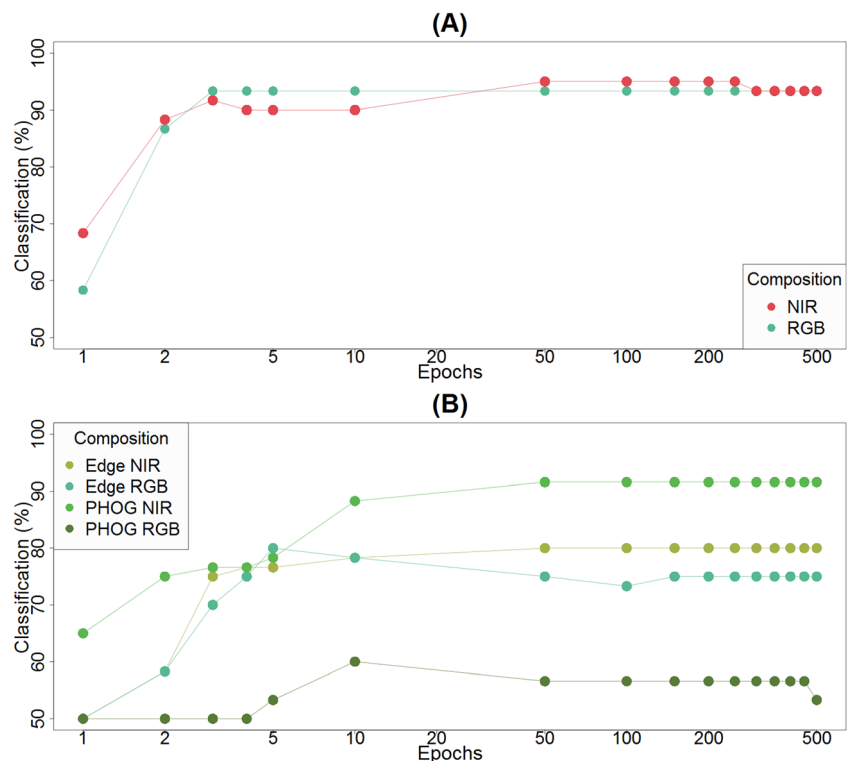 (A)
Classification (%)
100
90
80
70
60
50
1 2 5 10 20 50 100 200 500
Epochs
Composition
NIR
RGB
(B)
Classification (%)
100
90
80
70
60
50
Composition
Edge NIR
Edge RGB
PHOG NIR
PHOG RGB
1 2 5 10 20 50 100 200 500
Epochs